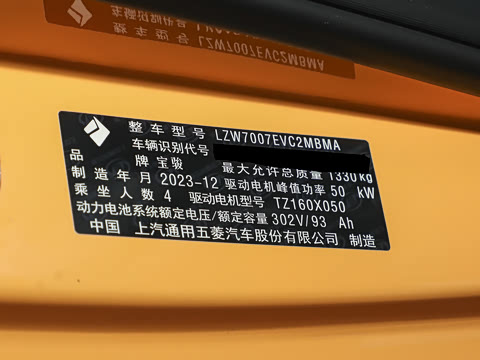 整车型号 LZW7007EVC2MBMA
车辆识别代号
品牌 宝骏 最大允许总质量 1330 kg
制造年月 2023-12 驱动电机峰值功率 50 kW
乘坐人数 4 驱动电机型号 TZ160X050
动力电池系统额定电压/额定容量 302V/93 Ah
中国 上汽通用五菱汽车股份有限公司 制造